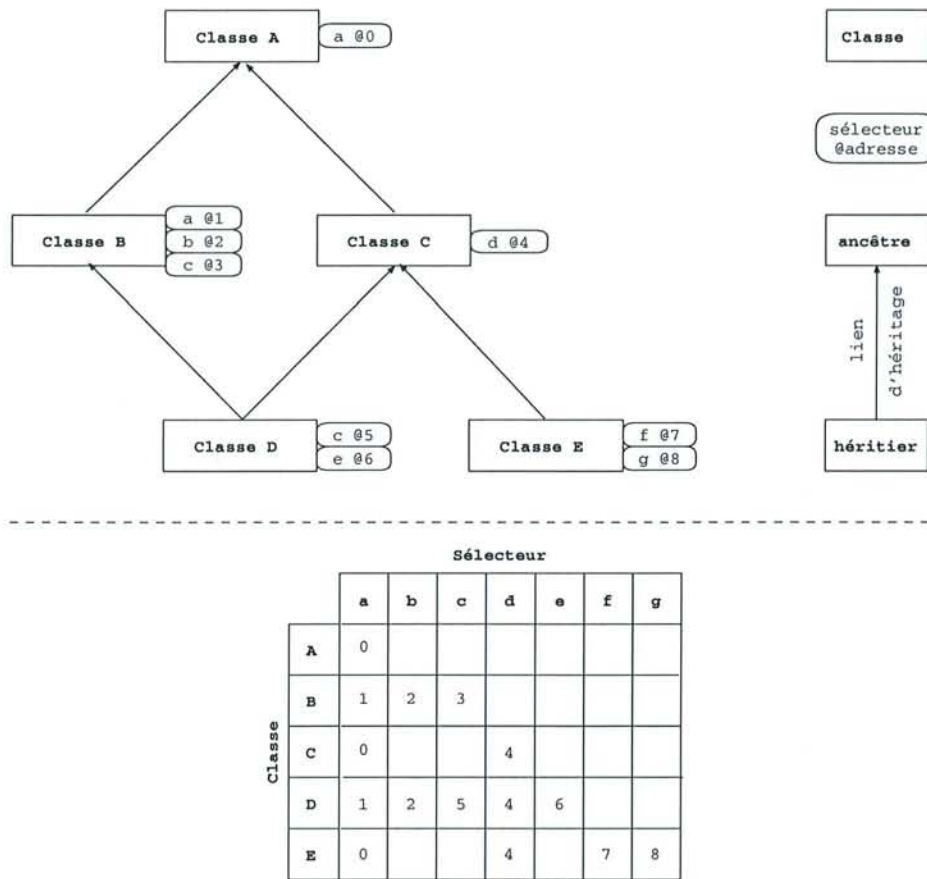 Classe A
a @0
Classe
sélecteur
@adresse
Classe B
a @1
b @2
c @3
Classe C
d @4
ancêtre
lien
d'héritage
Classe D
c @5
e @6
Classe E
f @7
g @8
héritier
Sélecteur
a b c d e f g
Classe
A 0
B 1 2 3
C 0 4
D 1 2 5 4 6
E 0 4 7 8